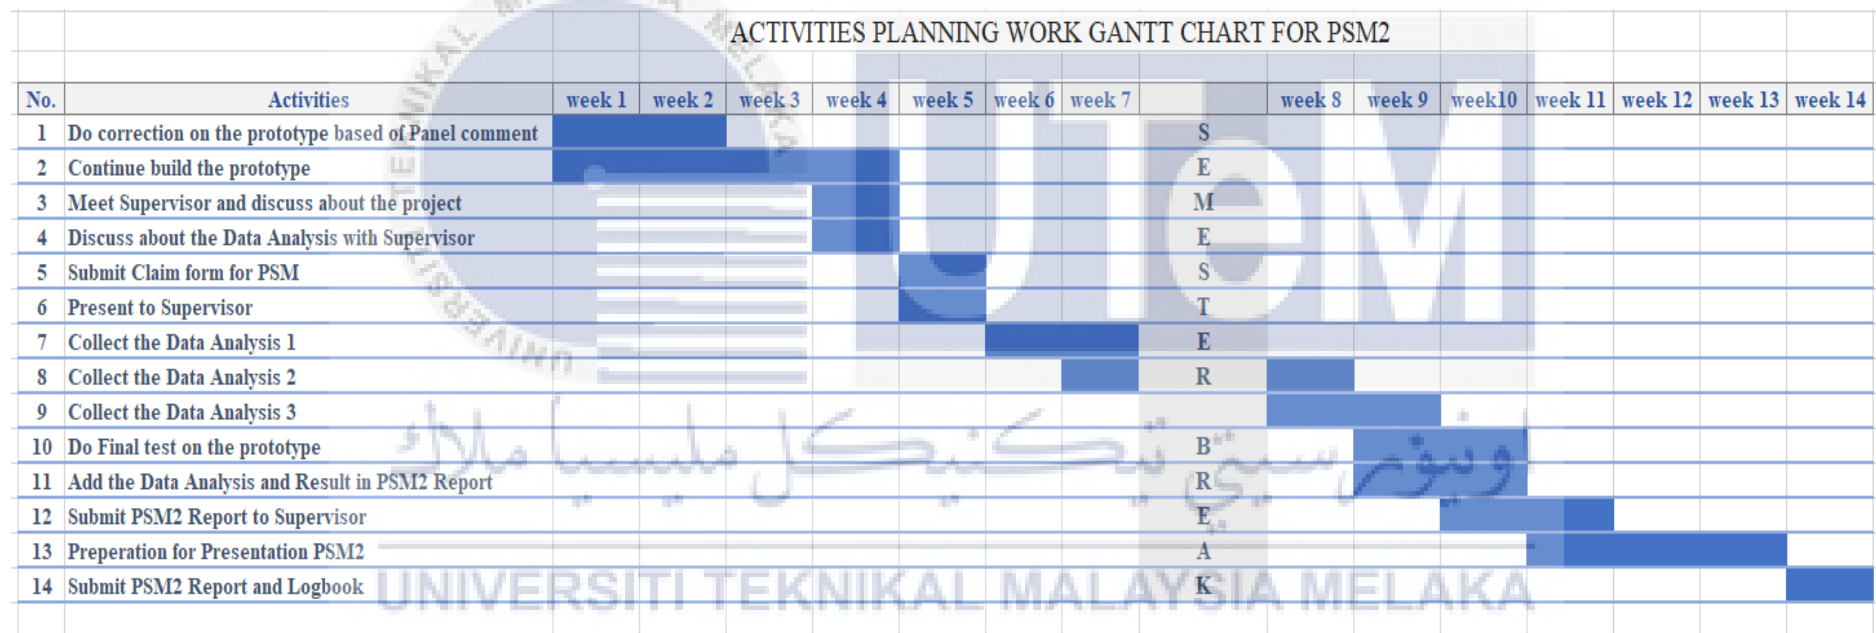 ACTIVITIES PLANNING WORK GANTT CHART FOR PSM2
No. Activities week 1 week 2 week 3 week 4 week 5 week 6 week 7 week 8 week 9 week10 week 11 week 12 week 13 week 14
1 Do correction on the prototype based of Panel comment S
2 Continue build the prototype E
3 Meet Supervisor and discuss about the project M
4 Discuss about the Data Analysis with Supervisor E
5 Submit Claim form for PSM S
6 Present to Supervisor T
7 Collect the Data Analysis 1 E
8 Collect the Data Analysis 2 R
9 Collect the Data Analysis 3
10 Do Final test on the prototype B
11 Add the Data Analysis and Result in PSM2 Report R
12 Submit PSM2 Report to Supervisor E
13 Preperation for Presentation PSM2 A
14 Submit PSM2 Report and Logbook K
UTeM
اونيۏرسيتي تيكنيكل مليسيا ملاك
UNIVERSITI TEKNIKAL MALAYSIA MELAKA